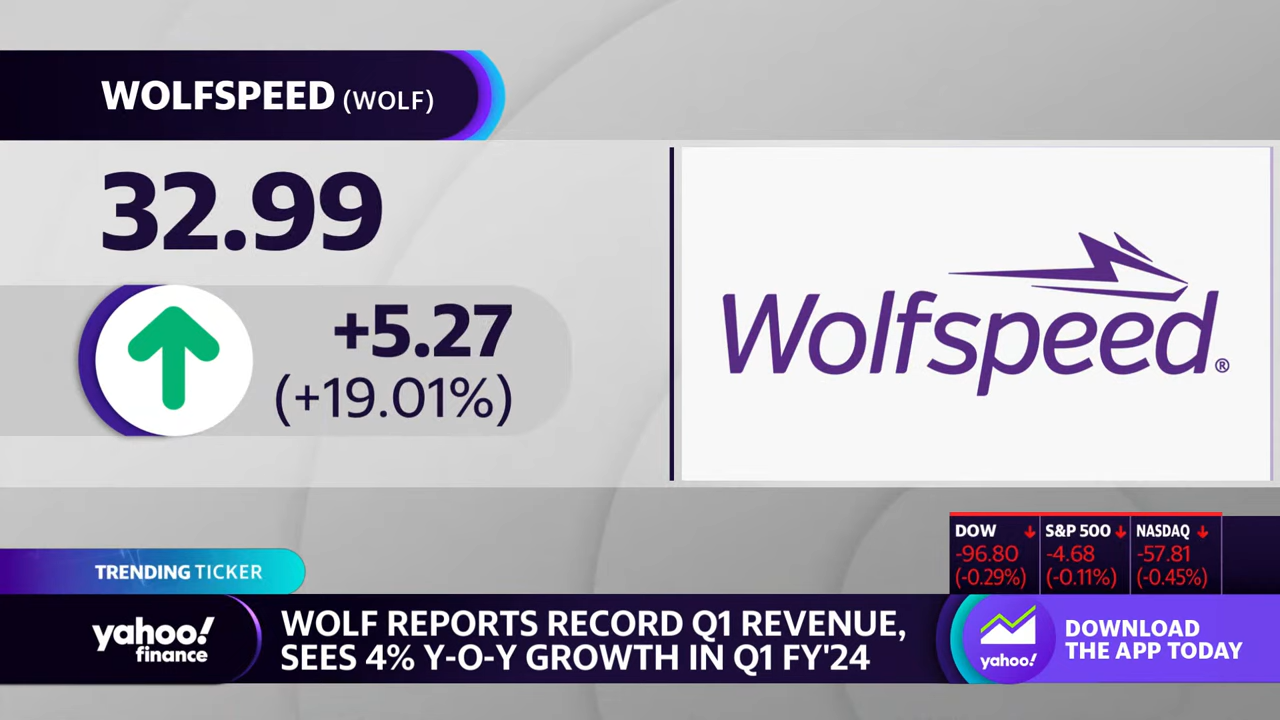 WOLFSPEED (WOLF)
32.99
+5.27
(+19.01%)
Wolfspeed®
DOW
-96.80
(-0.29%)
S&P 500
-4.68
(-0.11%)
NASDAQ
-57.81
(-0.45%)
TRENDING TICKER
yahoo!
finance
WOLF REPORTS RECORD Q1 REVENUE,
SEES 4% Y-O-Y GROWTH IN Q1 FY'24
yahoo!
DOWNLOAD
THE APP TODAY